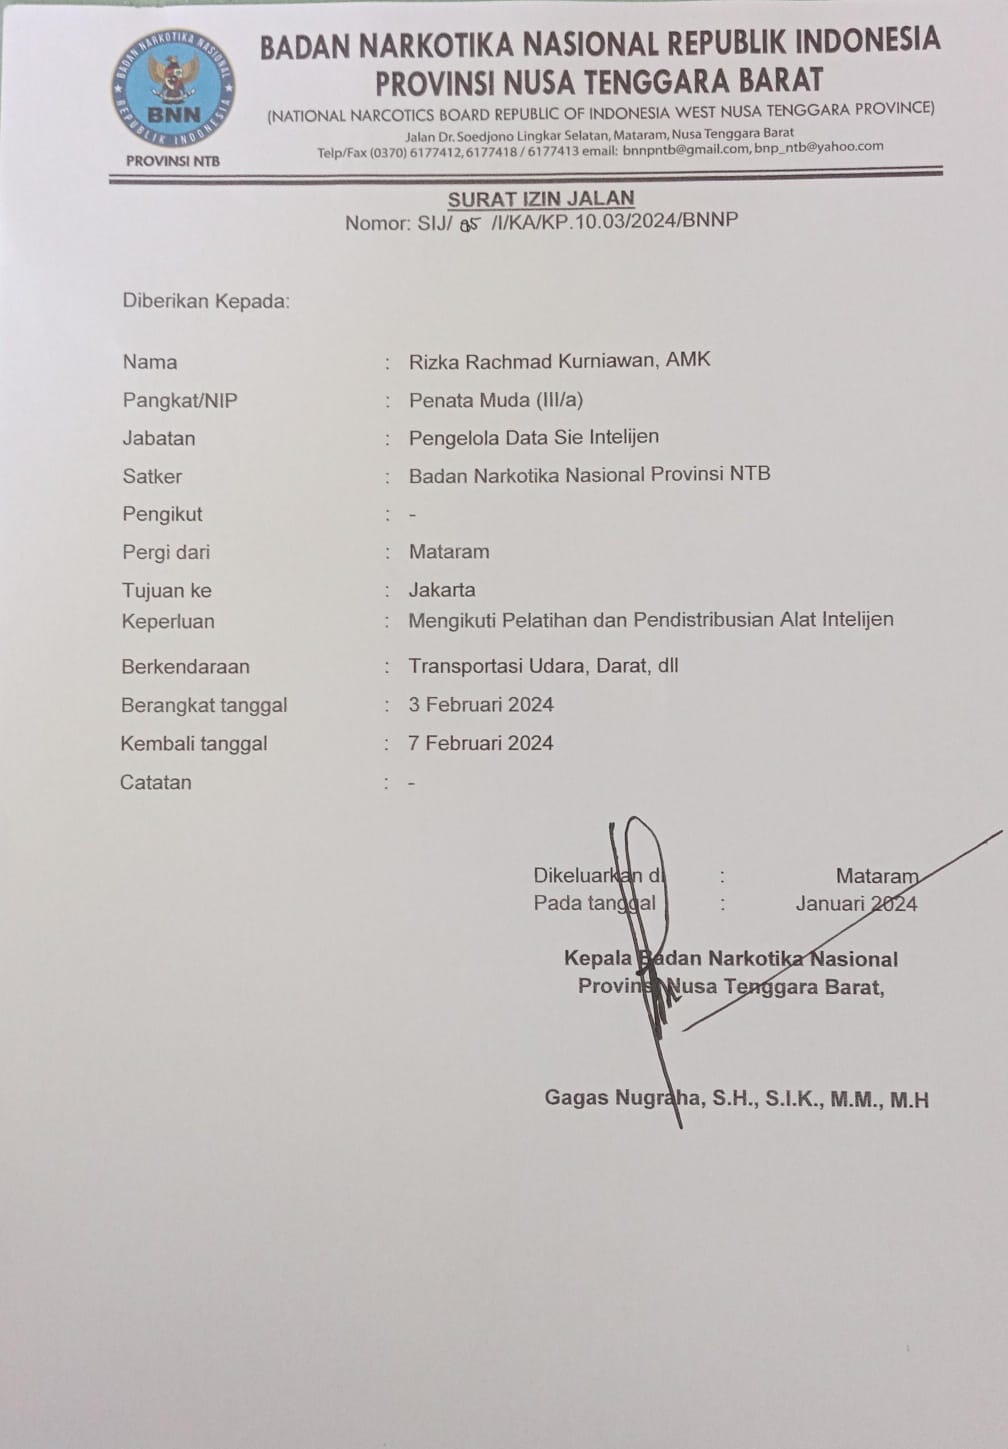 BADAN NARKOTIKA NASIONAL
REPUBLIK INDONESIA
BNN
PROVINSI NTB
BADAN NARKOTIKA NASIONAL REPUBLIK INDONESIA
PROVINSI NUSA TENGGARA BARAT
(NATIONAL NARCOTICS BOARD REPUBLIC OF INDONESIA WEST NUSA TENGGARA PROVINCE)
Jalan Dr. Soedjono Lingkar Selatan, Mataram, Nusa Tenggara Barat
Telp/Fax (0370) 6177412, 6177418 / 6177413 email: bnnpntb@gmail.com, bnp_ntb@yahoo.com
SURAT IZIN JALAN
Nomor: SIJ/ /I/KA/KP.10.03/2024/BNNP
Diberikan Kepada:
Nama : Rizka Rachmad Kurniawan, AMK
Pangkat/NIP : Penata Muda (III/a)
Jabatan : Pengelola Data Sie Intelijen
Satker : Badan Narkotika Nasional Provinsi NTB
Pengikut : -
Pergi dari : Mataram
Tujuan ke : Jakarta
Keperluan : Mengikuti Pelatihan dan Pendistribusian Alat Intelijen
Berkendaraan : Transportasi Udara, Darat, dll
Berangkat tanggal : 3 Februari 2024
Kembali tanggal : 7 Februari 2024
Catatan : -
Dikeluarkan di : Mataram
Pada tanggal : Januari 2024
Kepala Badan Narkotika Nasional
Provinsi Nusa Tenggara Barat,
Gagas Nugraha, S.H., S.I.K., M.M., M.H